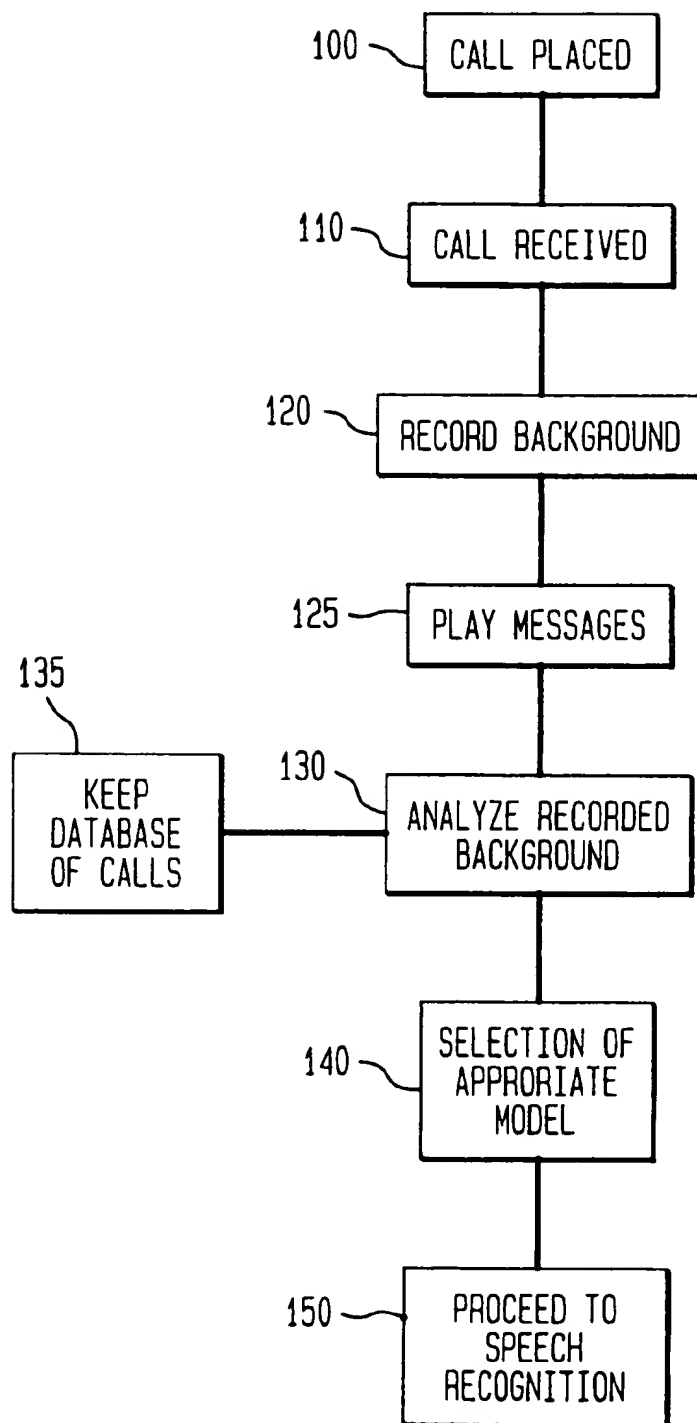 100
CALL PLACED
110
CALL RECEIVED
120
RECORD BACKGROUND
125
PLAY MESSAGES
135
KEEP
DATABASE
OF CALLS
130
ANALYZE RECORDED
BACKGROUND
140
SELECTION OF
APPRORIATE
MODEL
150
PROCEED TO
SPEECH
RECOGNITION